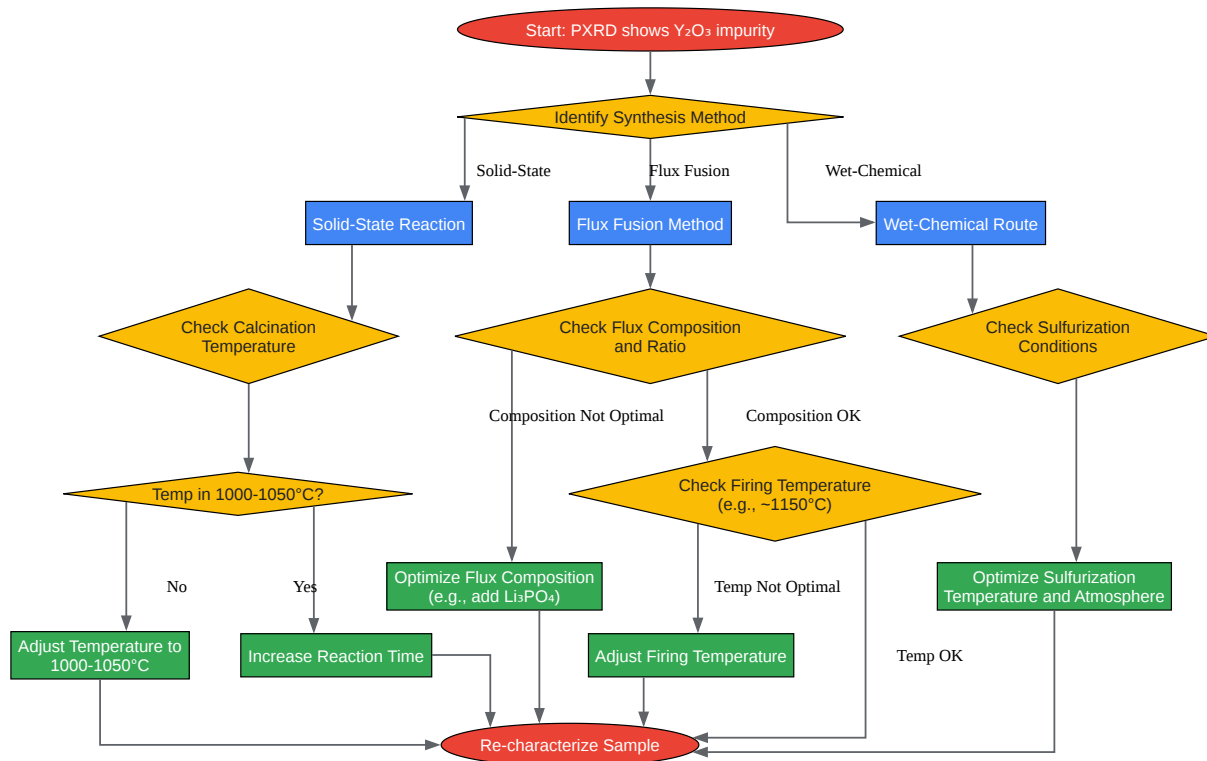 Start: PXRD shows Y₂O₃ impurity
Identify Synthesis Method
Solid-State
Flux Fusion
Wet-Chemical
Solid-State Reaction
Flux Fusion Method
Wet-Chemical Route
Check Calcination
Temperature
Check Flux Composition
and Ratio
Check Sulfurization
Conditions
Composition Not Optimal
Composition OK
Temp in 1000-1050°C?
Check Firing Temperature
(e.g., ~1150°C)
No
Yes
Optimize Flux Composition
(e.g., add Li₃PO₄)
Temp Not Optimal
Optimize Sulfurization
Temperature and Atmosphere
Adjust Temperature to
1000-1050°C
Increase Reaction Time
Adjust Firing Temperature
Temp OK
Re-characterize Sample